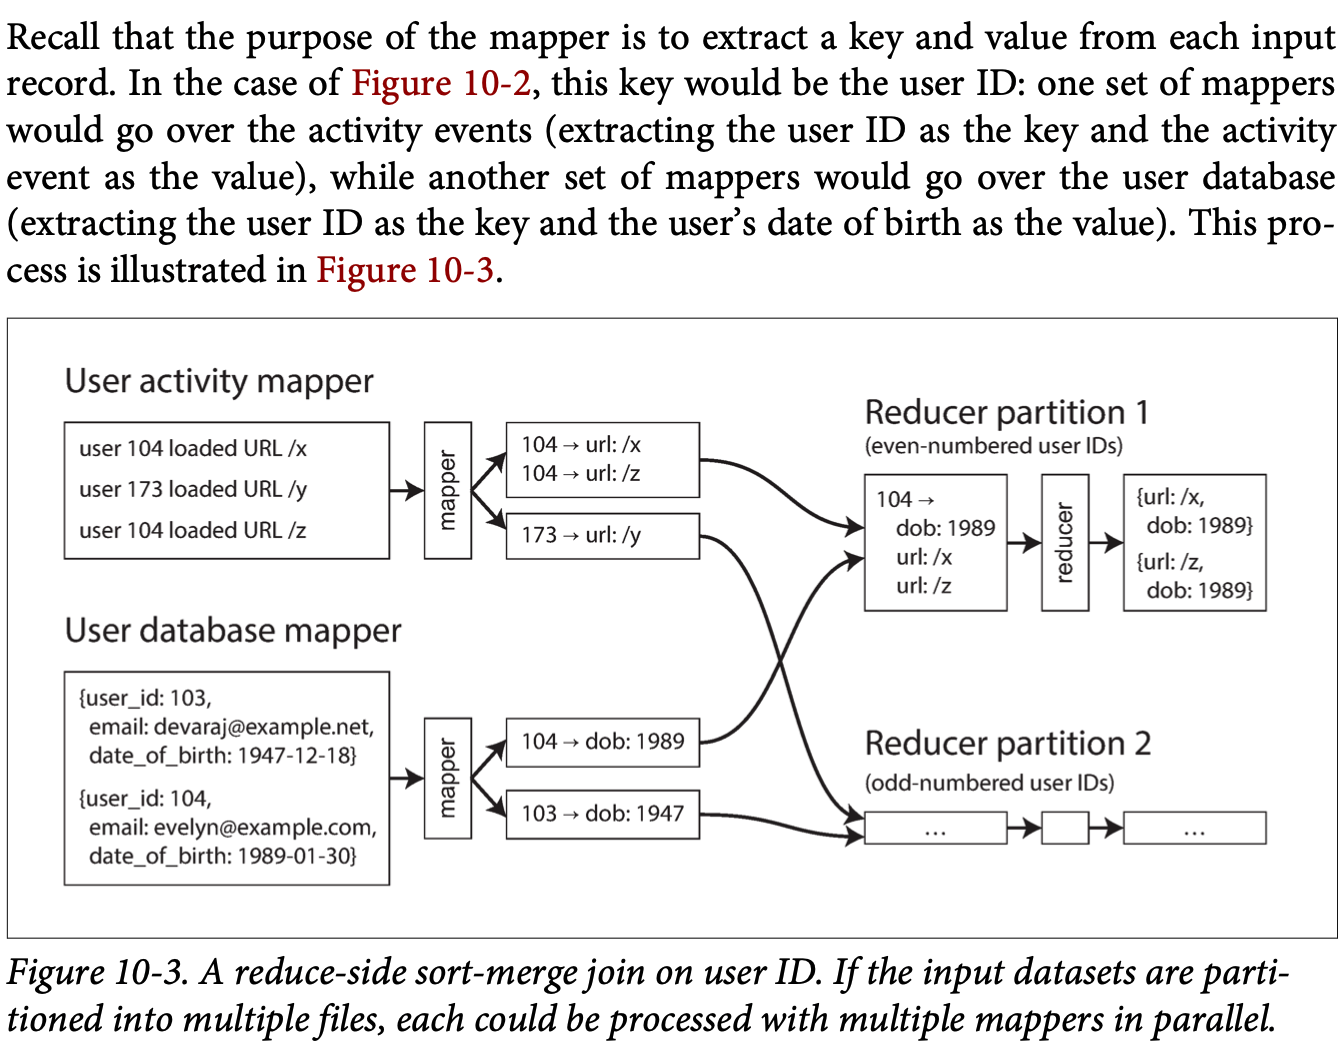 Recall that the purpose of the mapper is to extract a key and value from each input
record. In the case of Figure 10-2, this key would be the user ID: one set of mappers
would go over the activity events (extracting the user ID as the key and the activity
event as the value), while another set of mappers would go over the user database
(extracting the user ID as the key and the user’s date of birth as the value). This pro-
cess is illustrated in Figure 10-3.
User activity mapper
user 104 loaded URL /x
user 173 loaded URL /y
user 104 loaded URL /z
mapper
104 → url: /x
104 → url: /z
173 → url: /y
User database mapper
{user_id: 103,
email: devaraj@example.net,
date_of_birth: 1947-12-18}
{user_id: 104,
email: evelyn@example.com,
date_of_birth: 1989-01-30}
mapper
104 → dob: 1989
103 → dob: 1947
Reducer partition 1
(even-numbered user IDs)
104 →
dob: 1989
url: /x
url: /z
reducer
{url: /x,
dob: 1989}
{url: /z,
dob: 1989}
Reducer partition 2
(odd-numbered user IDs)
...
...
Figure 10-3. A reduce-side sort-merge join on user ID. If the input datasets are parti-
tioned into multiple files, each could be processed with multiple mappers in parallel.